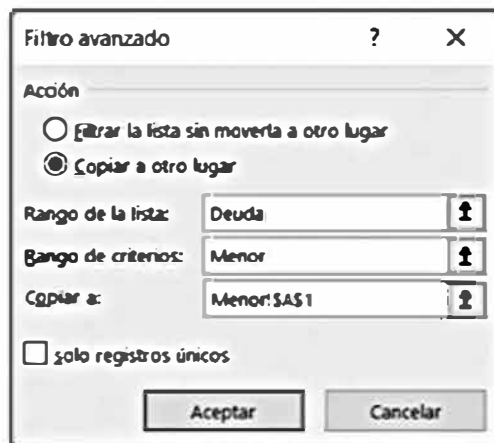 Filtro avanzado ? X
Acción
Filtrar la lista sin moverla a otro lugar
Copiar a otro lugar
Rango de la lista: Deuda
Rango de criterios: Menor
Copiar a: Menor!$A$1
Solo registros únicos
Aceptar Cancelar